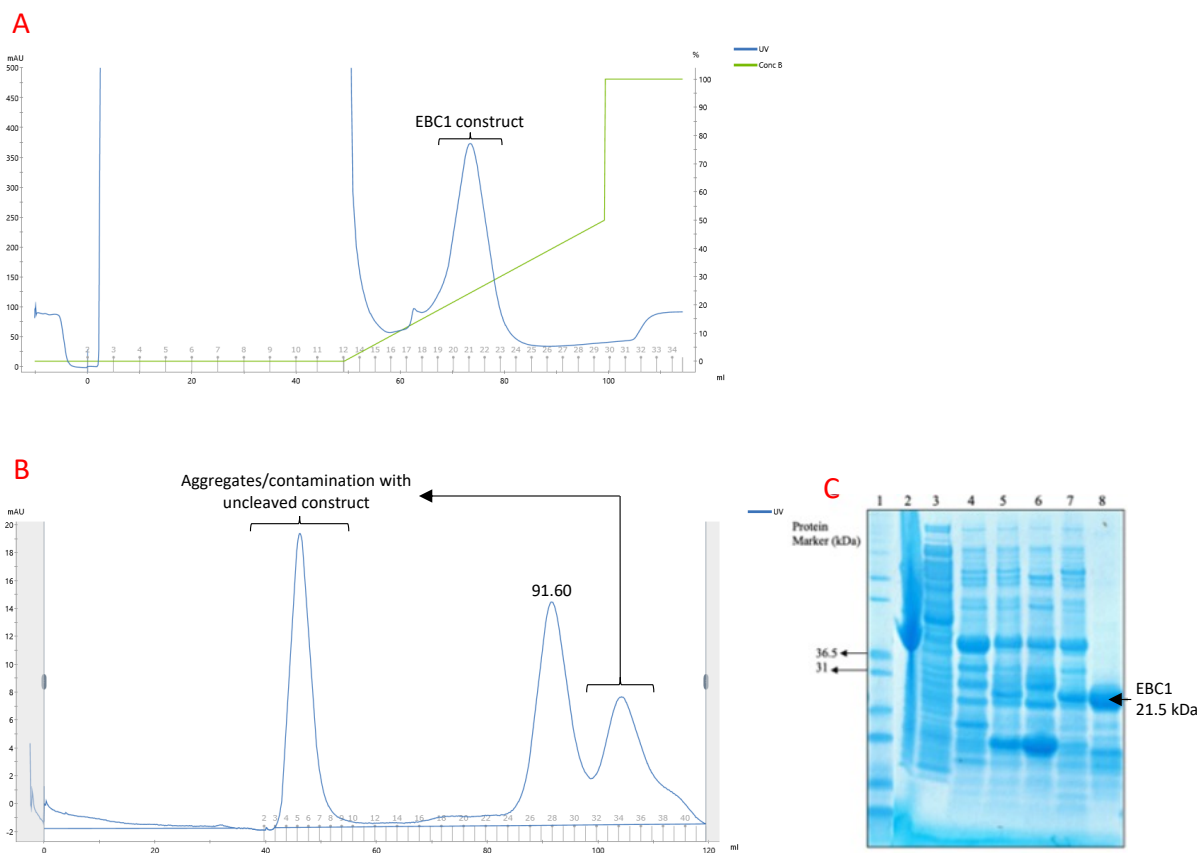 A
mAU
%
UV
Conc B
500
450
400
350
300
250
200
150
100
50
0
100
90
80
70
60
50
40
30
20
10
0
EBC1 construct
2 3 4 5 6 7 8 9 10 11 12 14 15 16 17 18 19 20 21 22 23 24 25 26 27 28 29 30 31 32 33 34
0 20 40 60 80 100
ml
B
Aggregates/contamination with
uncleaved construct
mAU
UV
20
18
16
14
12
10
8
6
4
2
0
-2
91.60
2 3 4 5 6 7 8 9 10 12 14 16 18 20 22 24 26 28 30 32 34 36 38 40
0 20 40 60 80 100 120
ml
C
1 2 3 4 5 6 7 8
Protein
Marker (kDa)
36.5
31
EBC1
21.5 kDa